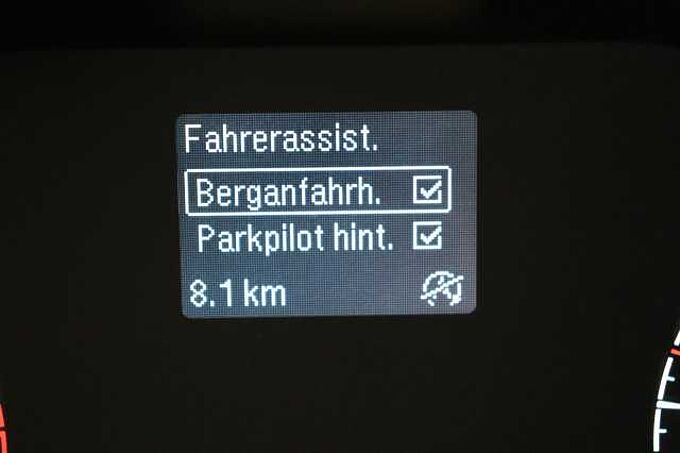 Fahrerassist.
Berganfahrh.
Parkpilot hint.
8.1 km